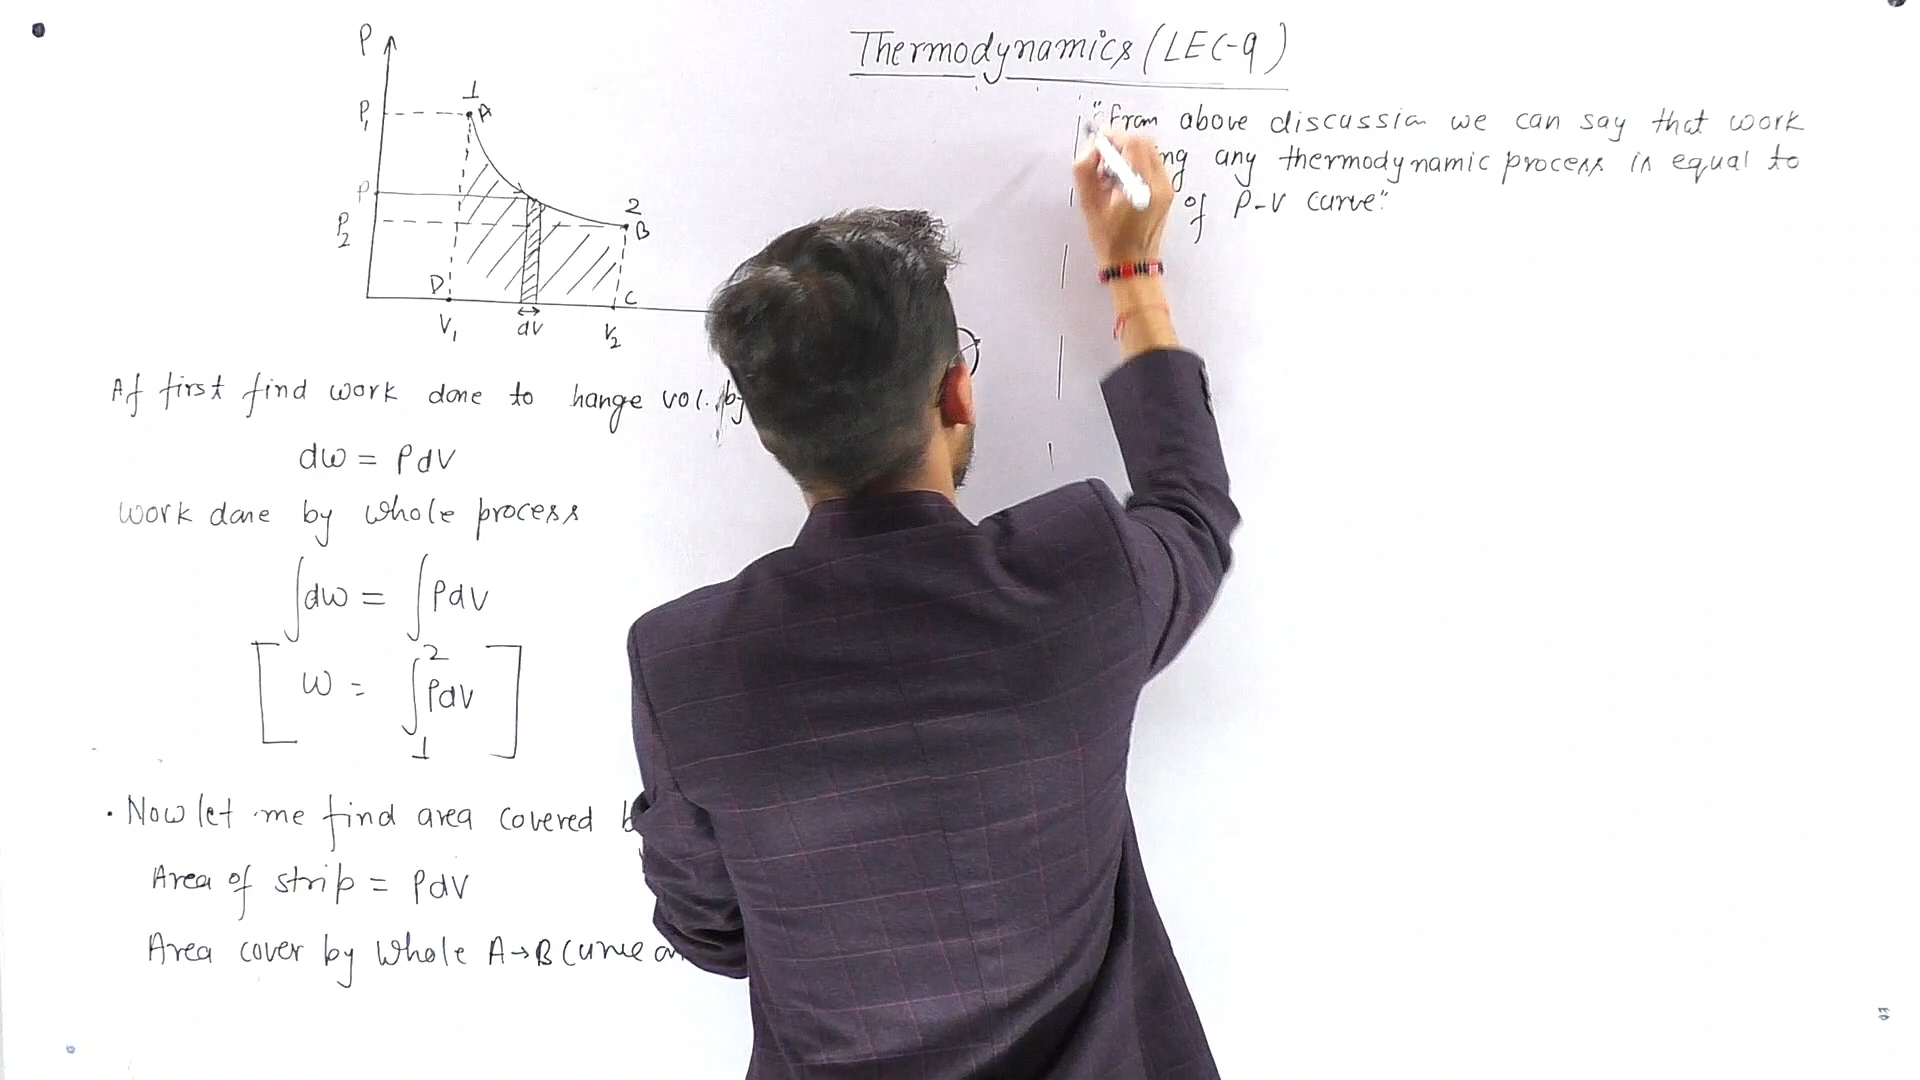 Thermodynamics (LEC-9)
P
1
P1
A
P
2
P2
B
D
C
V1
dv
V2
At first find work done to hange vol. by
dw = PdV
Work done by whole process
∫dw = ∫Pdv
[ w = ∫₁² Pdv ]
• Now let me find area covered
Area of strip = Pdv
Area cover by Whole A→B Curve
"from above discussion we can say that work
any thermodynamic process is equal to
of P-V curve"